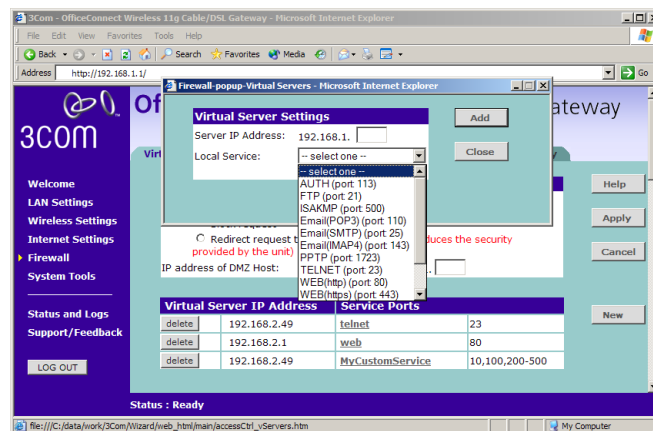 3Com - OfficeConnect Wireless 11g Cable/DSL Gateway - Microsoft Internet Explorer
File Edit View Favorites Tools Help
Back Search Favorites Media
Address http://192.168.1.1/ Go
3COM
Of
ateway
Firewall-popup-Virtual Servers - Microsoft Internet Explorer
Virtual Server Settings
Server IP Address: 192.168.1.
Local Service: -- select one --
Add
Close
-- select one --
AUTH (port 113)
FTP (port 21)
ISAKMP (port 500)
Email(POP3) (port 110)
Email(SMTP) (port 25)
Email(IMAP4) (port 143)
PPTP (port 1723)
TELNET (port 23)
WEB(http) (port 80)
WEB(https) (port 443)
Virt
Welcome
LAN Settings
Wireless Settings
Internet Settings
Firewall
System Tools
Status and Logs
Support/Feedback
LOG OUT
Redirect request t
duces the security
provided by the unit)
IP address of DMZ Host:
Help
Apply
Cancel
New
Virtual Server IP Address Service Ports
delete 192.168.2.49 telnet 23
delete 192.168.2.1 web 80
delete 192.168.2.49 MyCustomService 10,100,200-500
Status : Ready
file:///C:/data/work/3Com/Wizard/web_html/main/accessCtrl_vServers.htm
My Computer